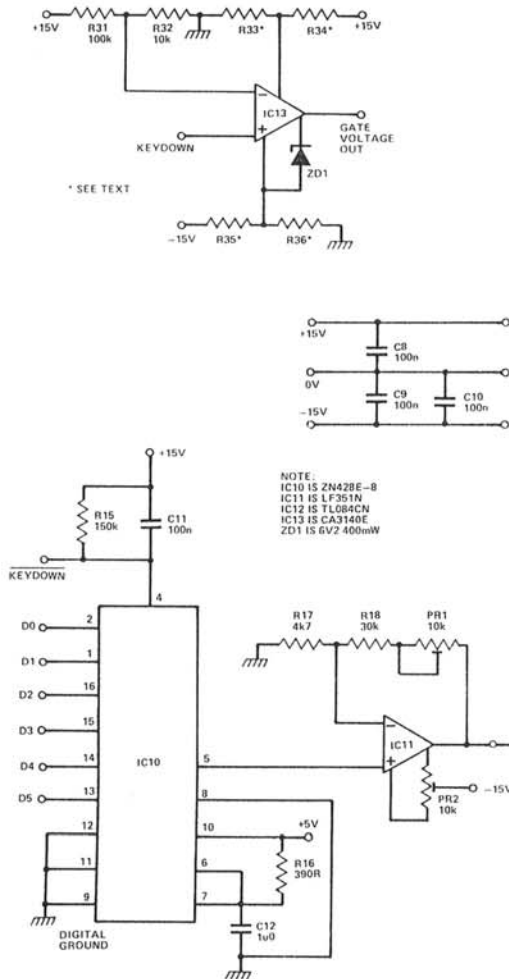 R31
100k
R32
10k
R33*
R34*
+15V
+15V
IC13
−
+
KEYDOWN
GATE
VOLTAGE
OUT
ZD1
* SEE TEXT
−15V
R35*
R36*
+15V
C8
100n
0V
C9
100n
C10
100n
−15V
NOTE:
IC10 IS ZN428E-8
IC11 IS LF351N
IC12 IS TL084CN
IC13 IS CA3140E
ZD1 IS 6V2 400mW
+15V
R15
150k
C11
100n
KEYDOWN
4
D0
2
D1
1
D2
16
D3
15
D4
14
D5
13
12
11
9
IC10
5
8
10
6
7
DIGITAL
GROUND
+5V
R16
390R
C12
1u0
R17
4k7
R18
30k
PR1
10k
−
+
IC11
PR2
10k
−15V